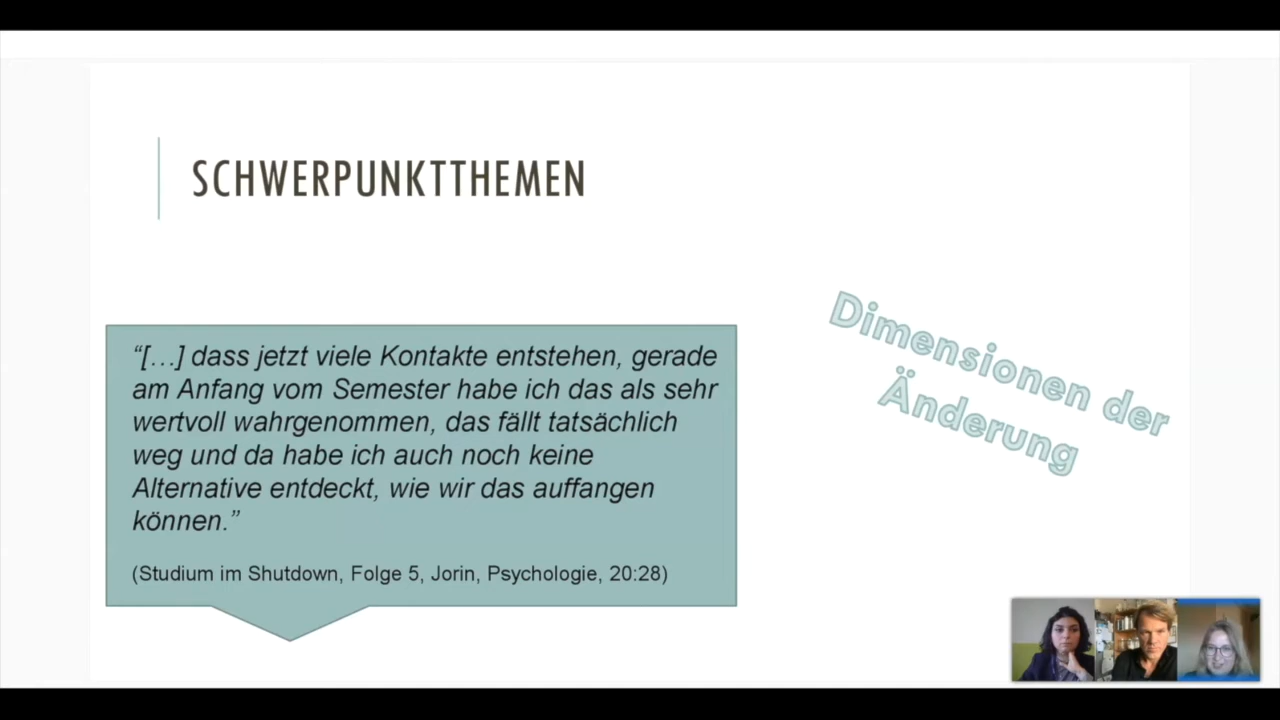 SCHWERPUNKTTHEMEN
“[…] dass jetzt viele Kontakte entstehen, gerade
am Anfang vom Semester habe ich das als sehr
wertvoll wahrgenommen, das fällt tatsächlich
weg und da habe ich auch noch keine
Alternative entdeckt, wie wir das auffangen
können.”
(Studium im Shutdown, Folge 5, Jorin, Psychologie, 20:28)
Dimensionen der
Änderung